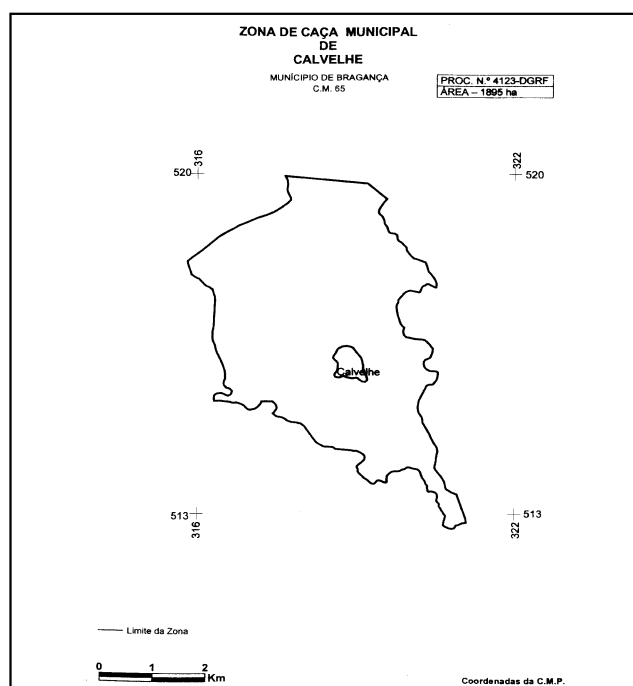 ZONA DE CAÇA MUNICIPAL
DE
CALVELHE
MUNÍCIPIO DE BRAGANÇA
C.M. 65
PROC. N.º 4123-DGRF
ÁREA – 1895 ha
316
520
322
520
Calvelhe
513
316
513
322
Limite da Zona
0 1 2
Km
Coordenadas da C.M.P.